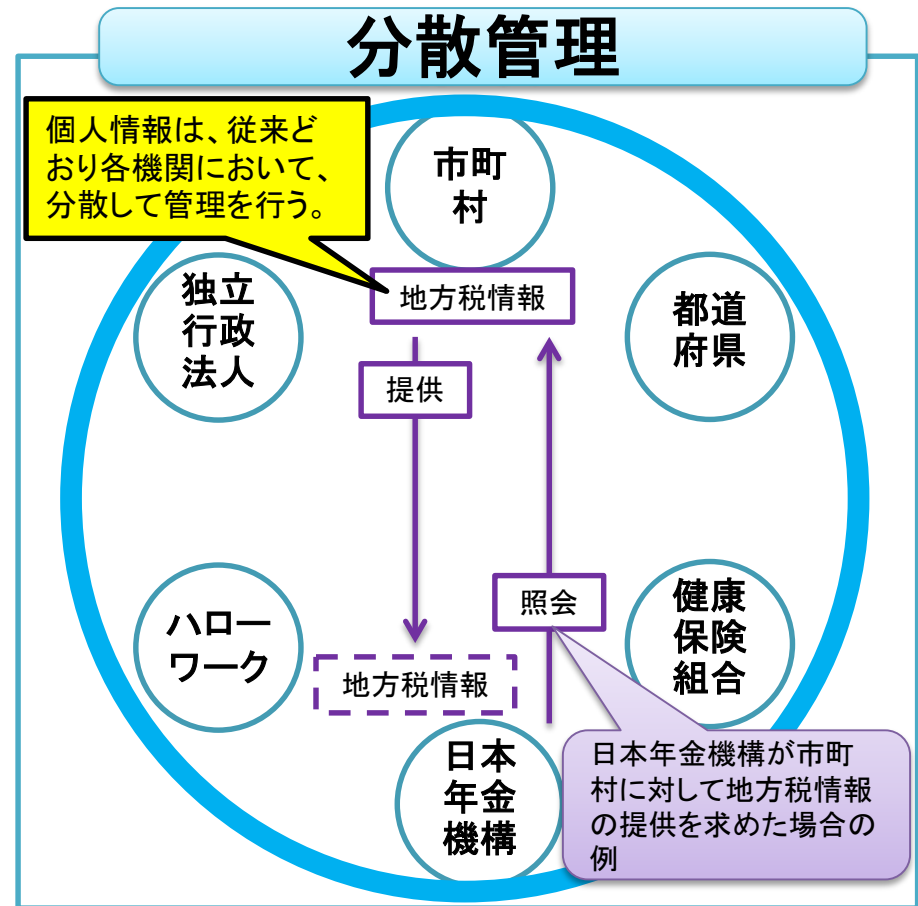 分散管理
個人情報は、従来ど
おり各機関において、
分散して管理を行う。
市町
村
地方税情報
独立
行政
法人
都道
府県
提供
照会
ハロー
ワーク
健康
保険
組合
地方税情報
日本
年金
機構
日本年金機構が市町
村に対して地方税情報
の提供を求めた場合の
例